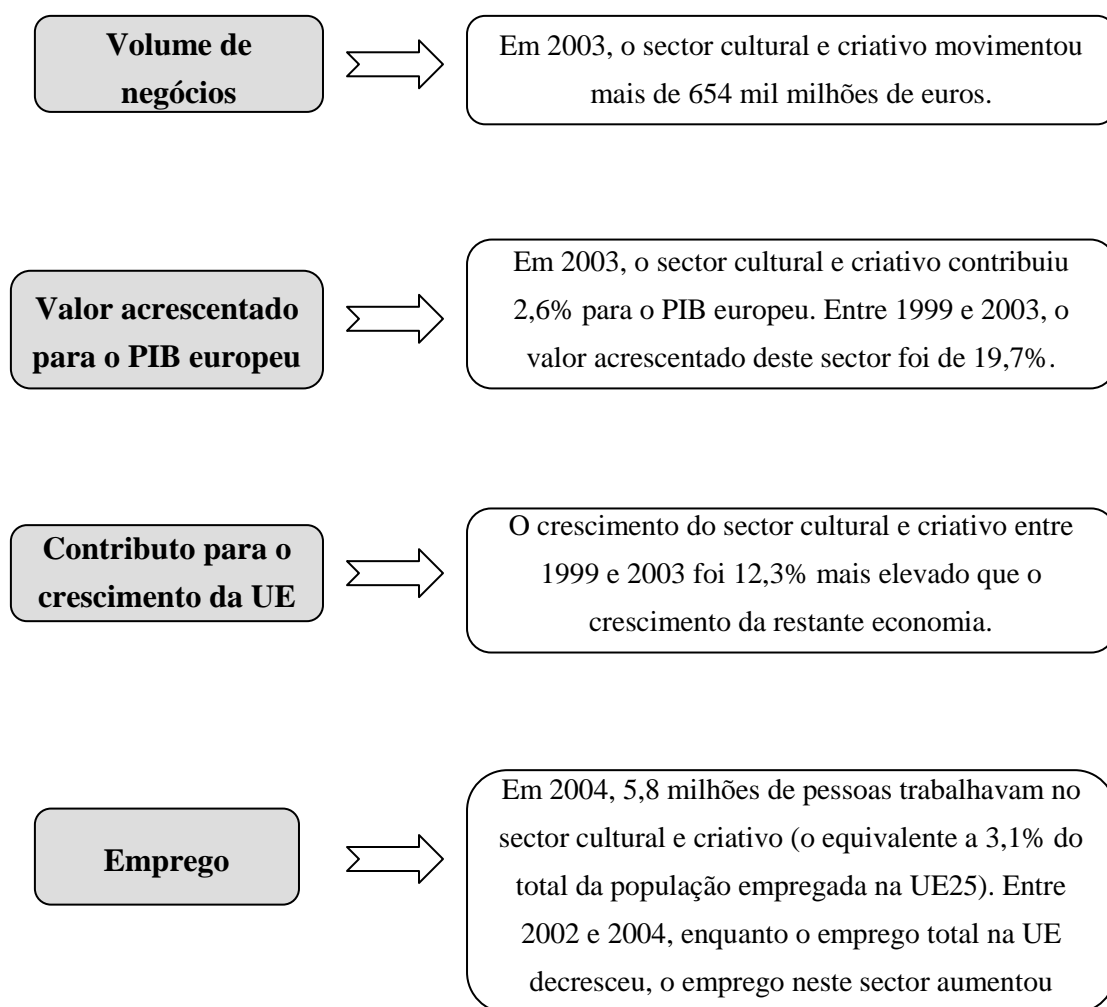 Volume de
negócios
Em 2003, o sector cultural e criativo movimentou
mais de 654 mil milhões de euros.
Valor acrescentado
para o PIB europeu
Em 2003, o sector cultural e criativo contribuiu
2,6% para o PIB europeu. Entre 1999 e 2003, o
valor acrescentado deste sector foi de 19,7%.
Contributo para o
crescimento da UE
O crescimento do sector cultural e criativo entre
1999 e 2003 foi 12,3% mais elevado que o
crescimento da restante economia.
Emprego
Em 2004, 5,8 milhões de pessoas trabalhavam no
sector cultural e criativo (o equivalente a 3,1% do
total da população empregada na UE25). Entre
2002 e 2004, enquanto o emprego total na UE
decresceu, o emprego neste sector aumentou